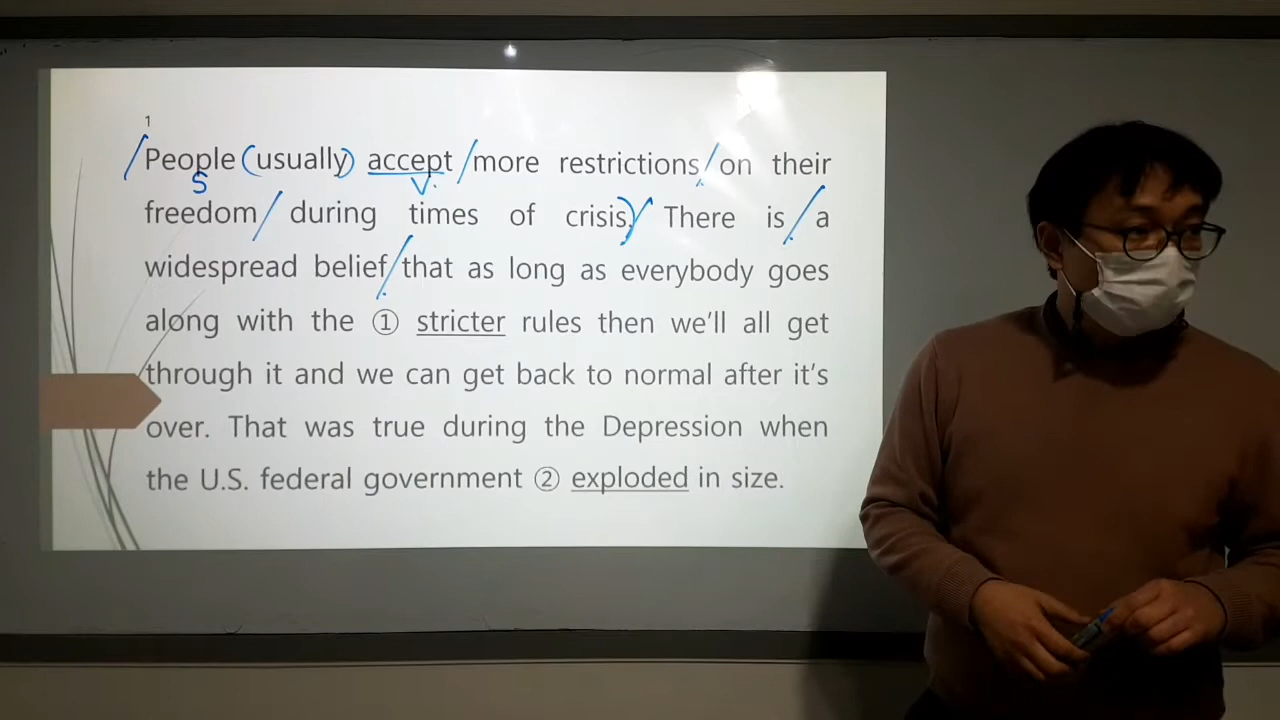 1
People (usually) accept more restrictions on their
S V
freedom during times of crisis. There is a
widespread belief that as long as everybody goes
along with the ① stricter rules then we'll all get
through it and we can get back to normal after it's
over. That was true during the Depression when
the U.S. federal government ② exploded in size.